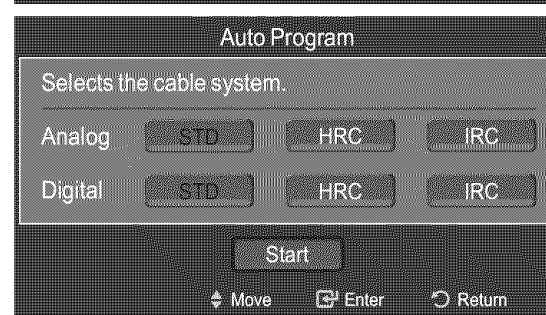 Auto Program
Selects the cable system.
Analog STD HRC IRC
Digital STD HRC IRC
Start
Move Enter Return